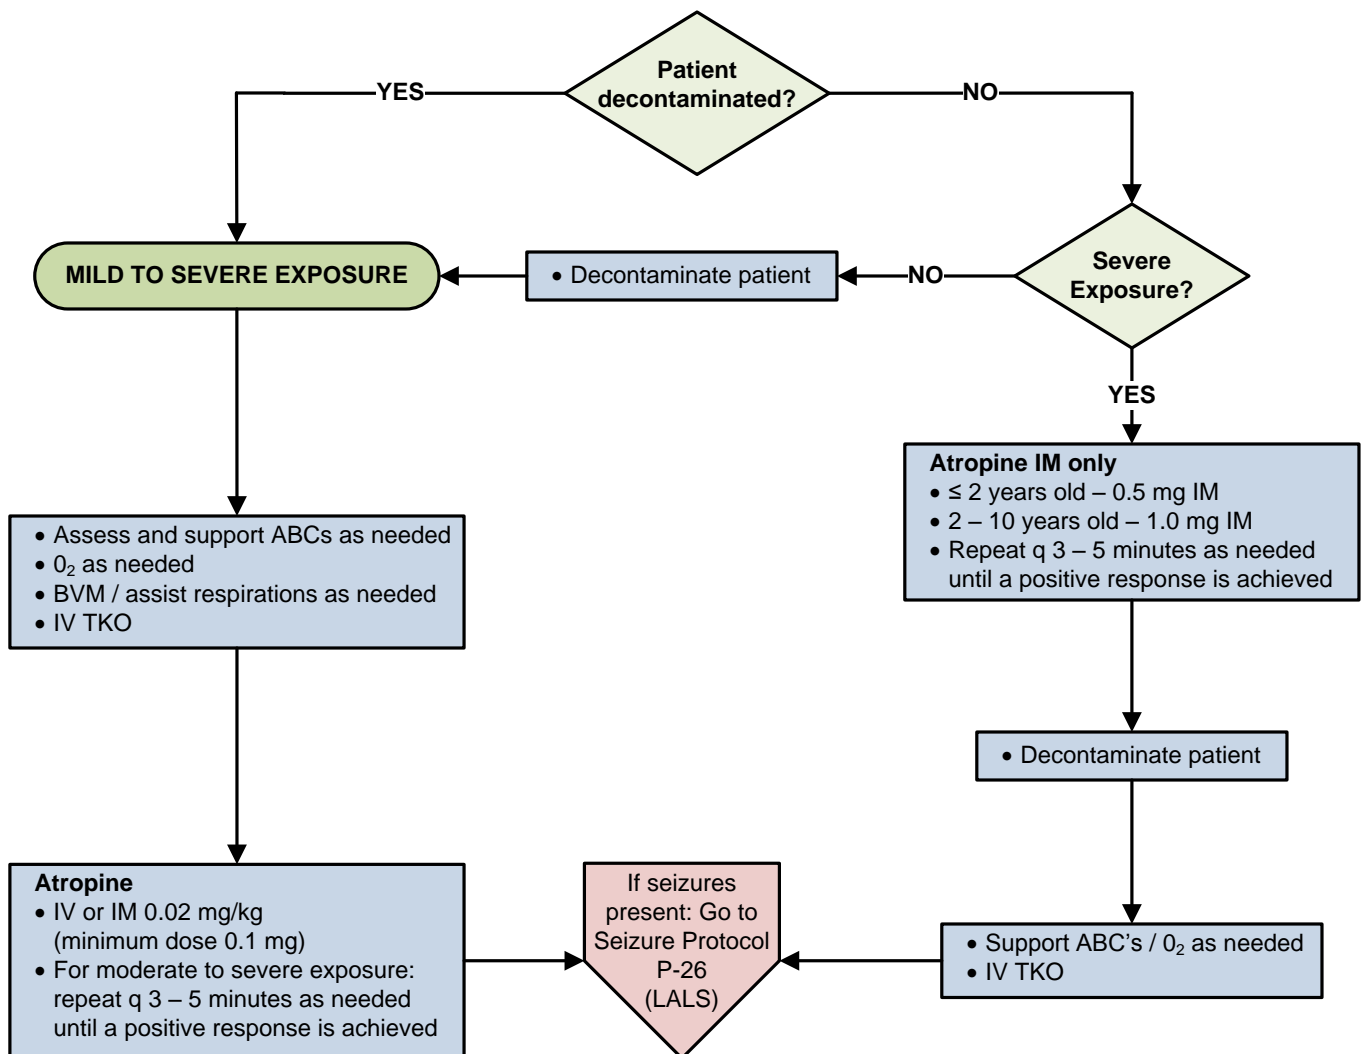 Patient
decontaminated?
YES
NO
MILD TO SEVERE EXPOSURE
• Decontaminate patient
NO
Severe
Exposure?
YES
Atropine IM only
• ≤ 2 years old – 0.5 mg IM
• 2 – 10 years old – 1.0 mg IM
• Repeat q 3 – 5 minutes as needed
until a positive response is achieved
• Assess and support ABCs as needed
• 0₂ as needed
• BVM / assist respirations as needed
• IV TKO
• Decontaminate patient
Atropine
• IV or IM 0.02 mg/kg
(minimum dose 0.1 mg)
• For moderate to severe exposure:
repeat q 3 – 5 minutes as needed
until a positive response is achieved
If seizures
present: Go to
Seizure Protocol
P-26
(LALS)
• Support ABC's / 0₂ as needed
• IV TKO